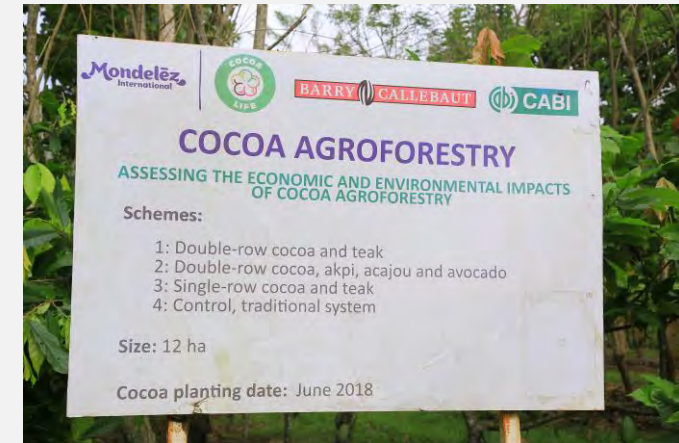 Mondelēz
International
COCOA
LIFE
BARRY CALLEBAUT
CABI
COCOA AGROFORESTRY
ASSESSING THE ECONOMIC AND ENVIRONMENTAL IMPACTS
OF COCOA AGROFORESTRY
Schemes:
1: Double-row cocoa and teak
2: Double-row cocoa, akpi, acajou and avocado
3: Single-row cocoa and teak
4: Control, traditional system
Size: 12 ha
Cocoa planting date: June 2018